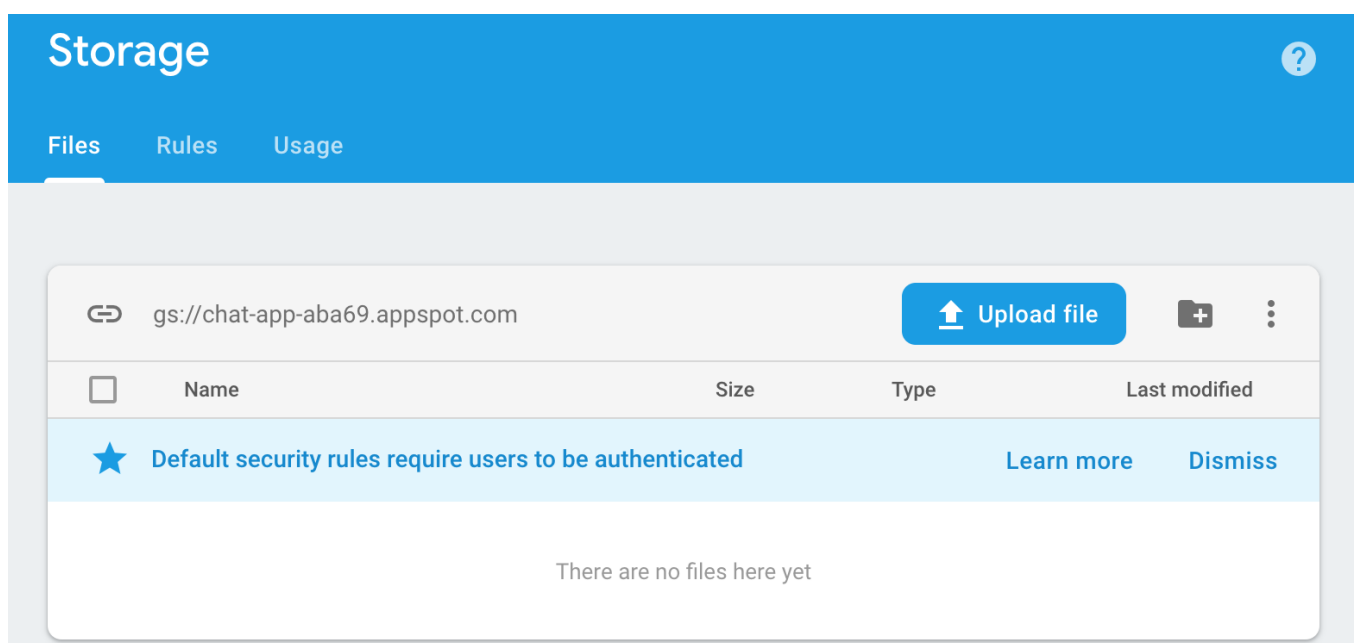 Storage
?
Files Rules Usage
gs://chat-app-aba69.appspot.com Upload file
Name Size Type Last modified
Default security rules require users to be authenticated Learn more Dismiss
There are no files here yet